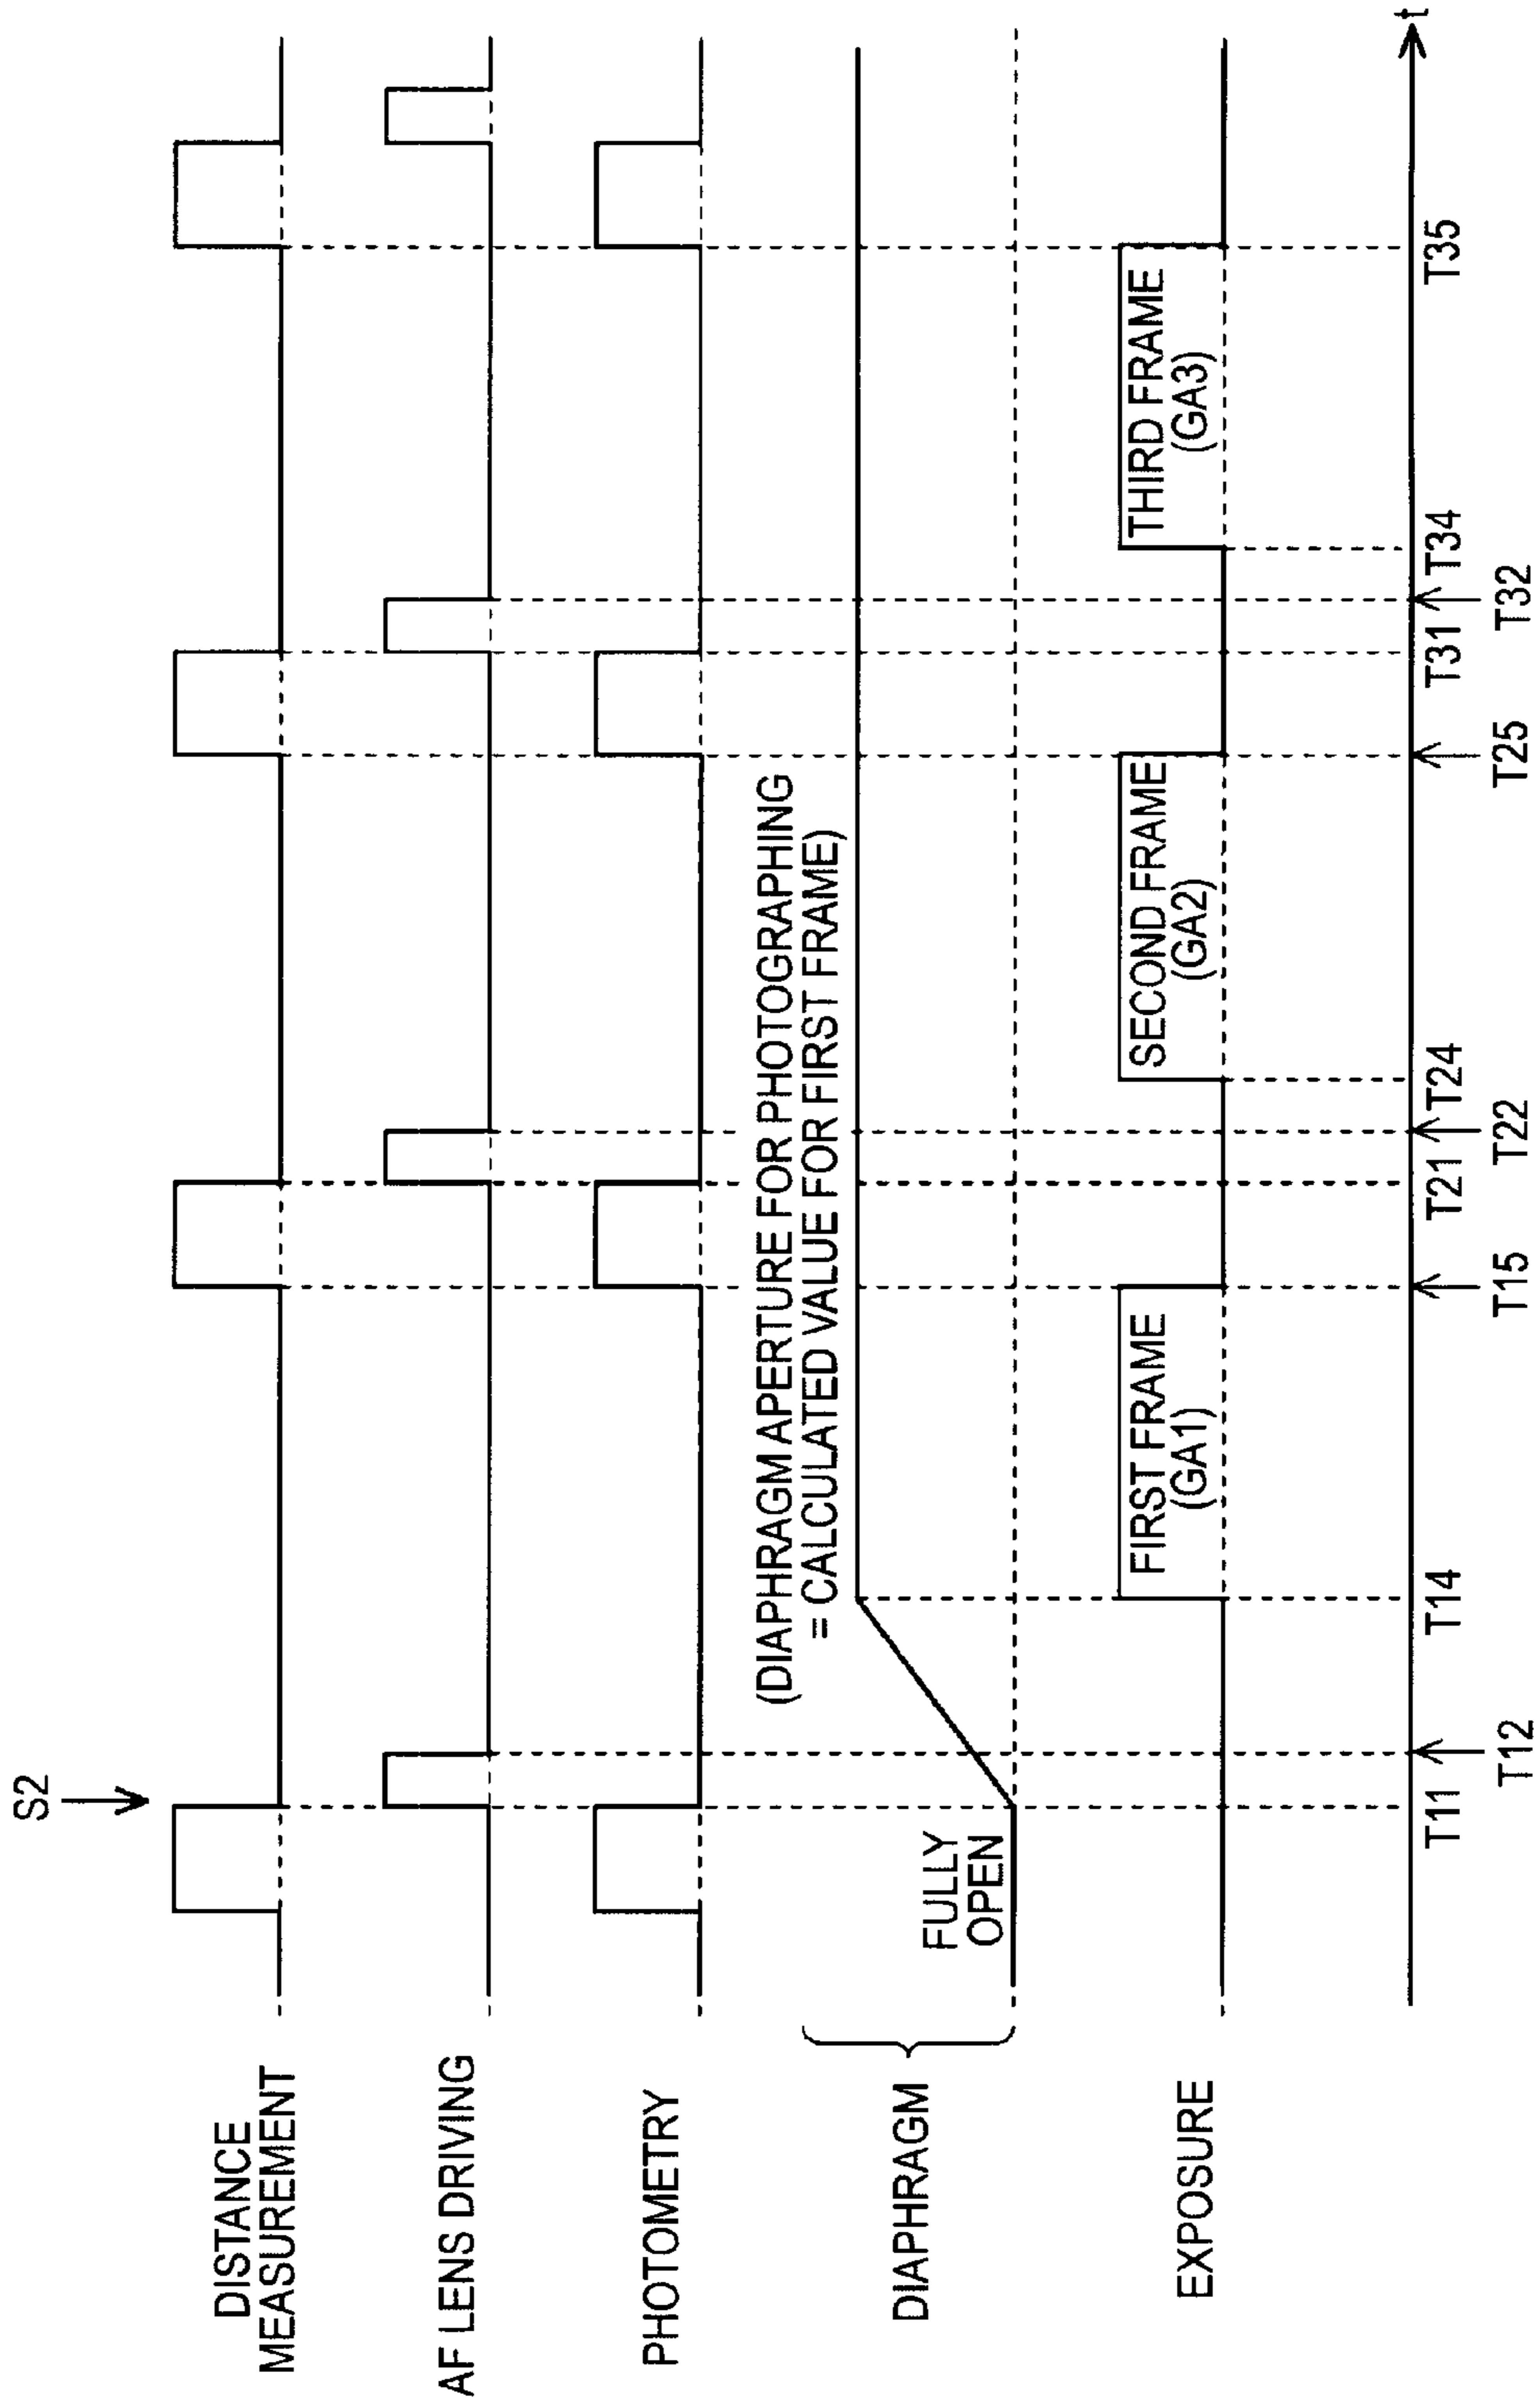 S2
DISTANCE
MEASUREMENT
AF LENS DRIVING
PHOTOMETRY
(DIAPHRAGM APERTURE FOR PHOTOGRAPHING
= CALCULATED VALUE FOR FIRST FRAME)
DIAPHRAGM
FULLY
OPEN
EXPOSURE
FIRST FRAME
(GA1)
SECOND FRAME
(GA2)
THIRD FRAME
(GA3)
t
T11 T14 T21 T24 T31 T34 T35
T12 T15 T22 T25 T32